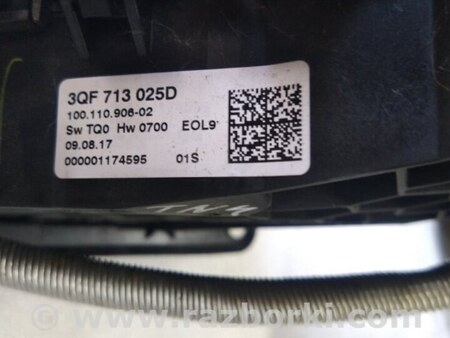 3QF 713 025D
100.110.906-02
Sw TQ0 Hw 0700 EOL9
09.08.17
000001174595 01S
www.razborki.com